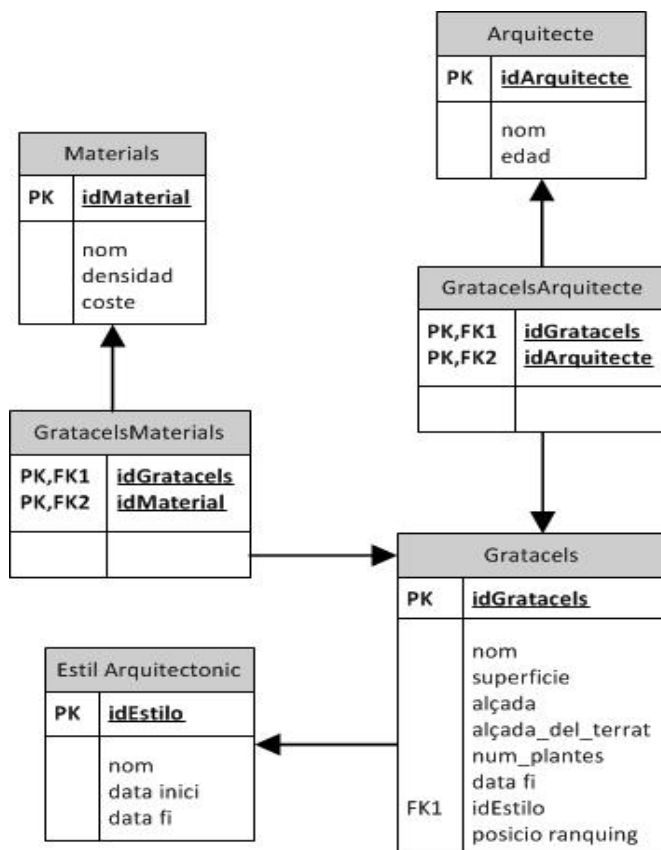 Arquitecte
PK idArquitecte
nom
edad
Materials
PK idMaterial
nom
densidad
coste
GratacelsArquitecte
PK,FK1 idGratacels
PK,FK2 idArquitecte
GratacelsMaterials
PK,FK1 idGratacels
PK,FK2 idMaterial
Gratacels
PK idGratacels
nom
superficie
alçada
alçada_del_terrat
num_plantes
data fi
FK1 idEstilo
posicio ranquing
Estil Arquitectonic
PK idEstilo
nom
data inici
data fi